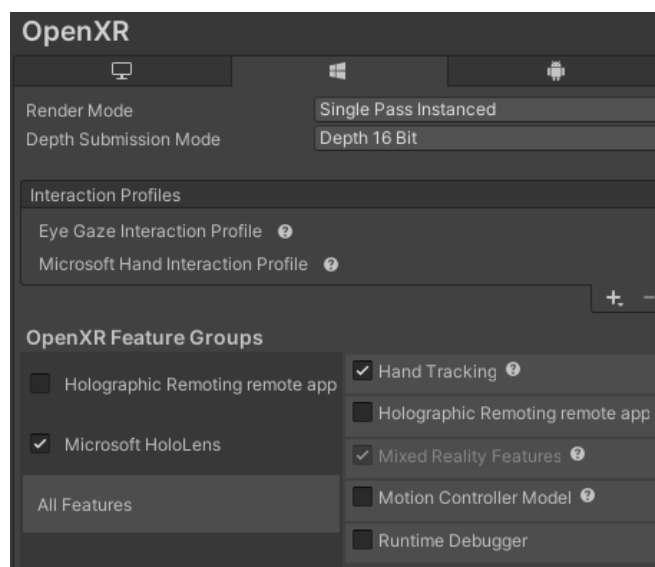 OpenXR
Render Mode Single Pass Instanced
Depth Submission Mode Depth 16 Bit
Interaction Profiles
Eye Gaze Interaction Profile
Microsoft Hand Interaction Profile
OpenXR Feature Groups
Holographic Remoting remote app
Microsoft HoloLens
All Features
Hand Tracking
Holographic Remoting remote app
Mixed Reality Features
Motion Controller Model
Runtime Debugger